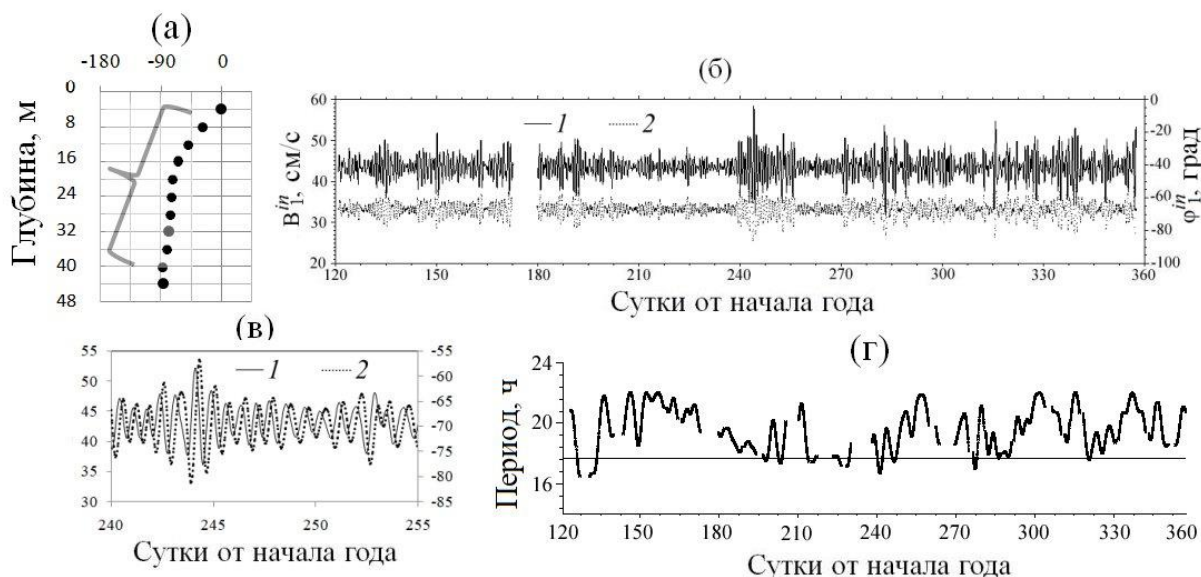 (а)
-180 -90 0
0
8
16
24
32
40
48
Глубина, м
(б)
1 2
60
50
40
30
20
B₁ⁱⁿ, см/с
0
-20
-40
-60
-80
-100
φ₁ⁱⁿ, град
120 150 180 210 240 270 300 330 360
Сутки от начала года
(в)
1 2
55
50
45
40
35
30
-55
-60
-65
-70
-75
-80
-85
240 245 250 255
Сутки от начала года
(г)
24
20
16
Период, ч
121 150 180 210 240 270 300 330 360
Сутки от начала года